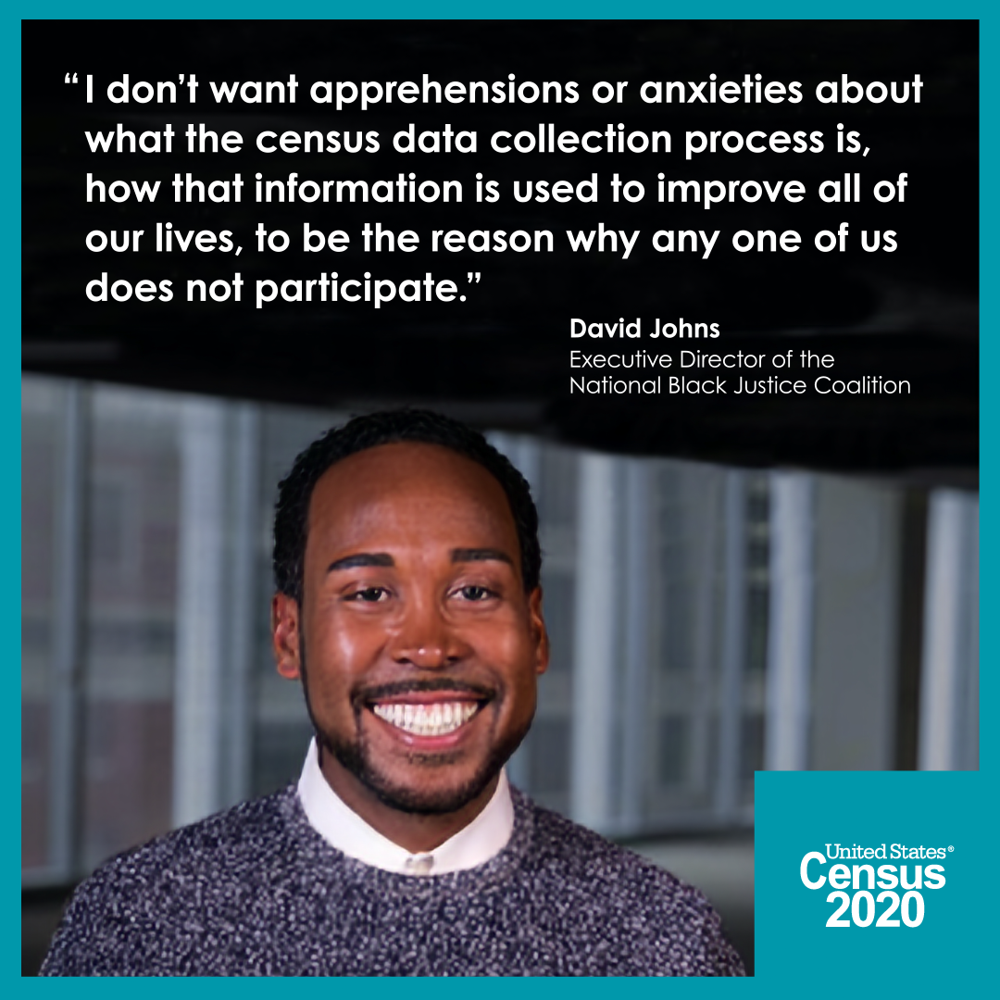 “I don’t want apprehensions or anxieties about
what the census data collection process is,
how that information is used to improve all of
our lives, to be the reason why any one of us
does not participate.”
David Johns
Executive Director of the
National Black Justice Coalition
United States®
Census
2020